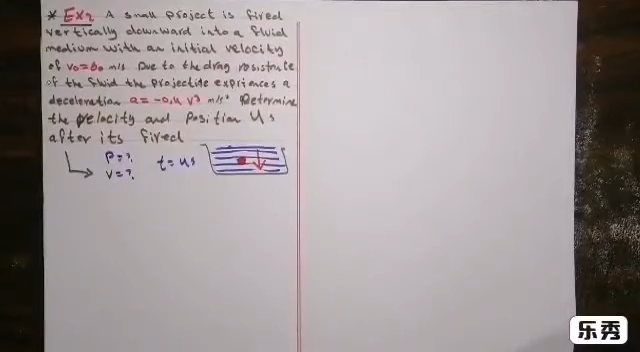 * Ex2 A small project is fired
vertically downward into a fluid
medium with an initial velocity
of v0=60 m/s Due to the drag resistance
of the fluid the projectile expriances a
deceleration a= -0,4 v3 m/s2 Determine
the velocity and Position 4 s
after its fired
P=?
V=?
t=4s
乐秀